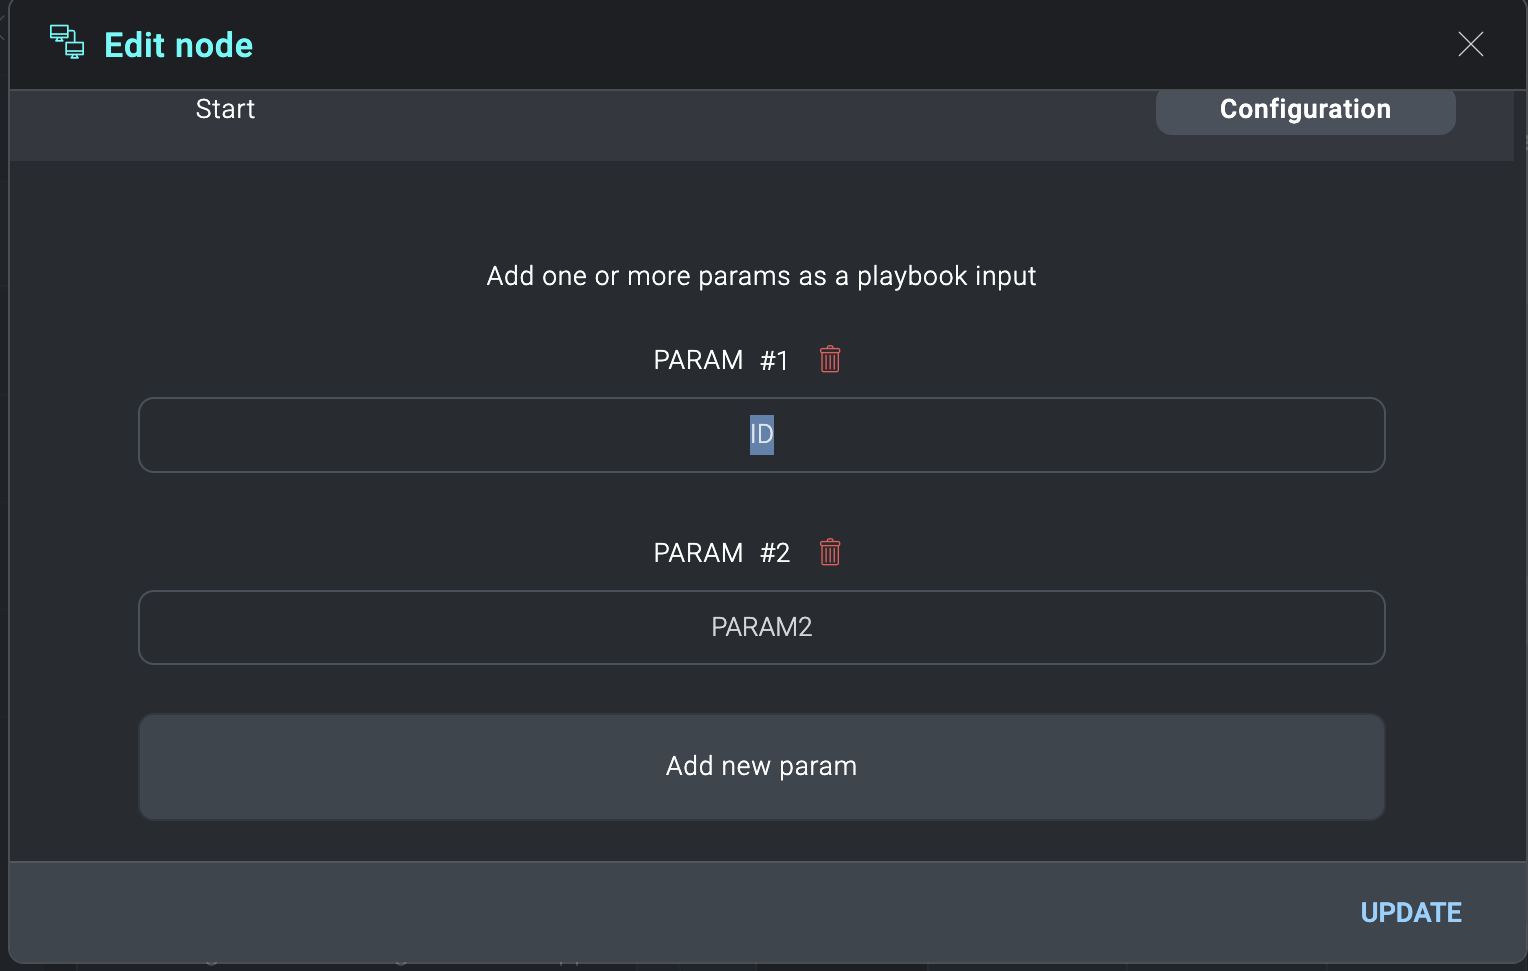 Edit node
Start
Configuration
Add one or more params as a playbook input
PARAM #1
ID
PARAM #2
PARAM2
Add new param
UPDATE